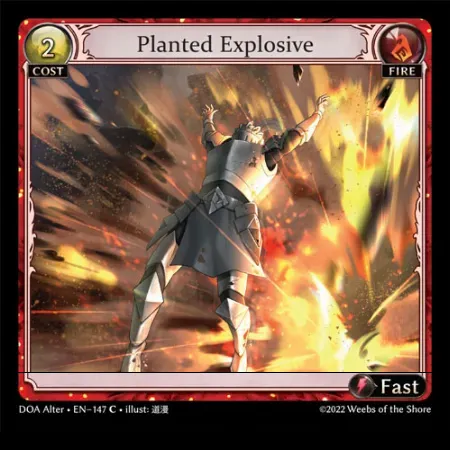 2
Planted Explosive
COST
FIRE
Fast
DOA Alter • EN-147 C • illust: 道漫
©2022 Weebs of the Shore